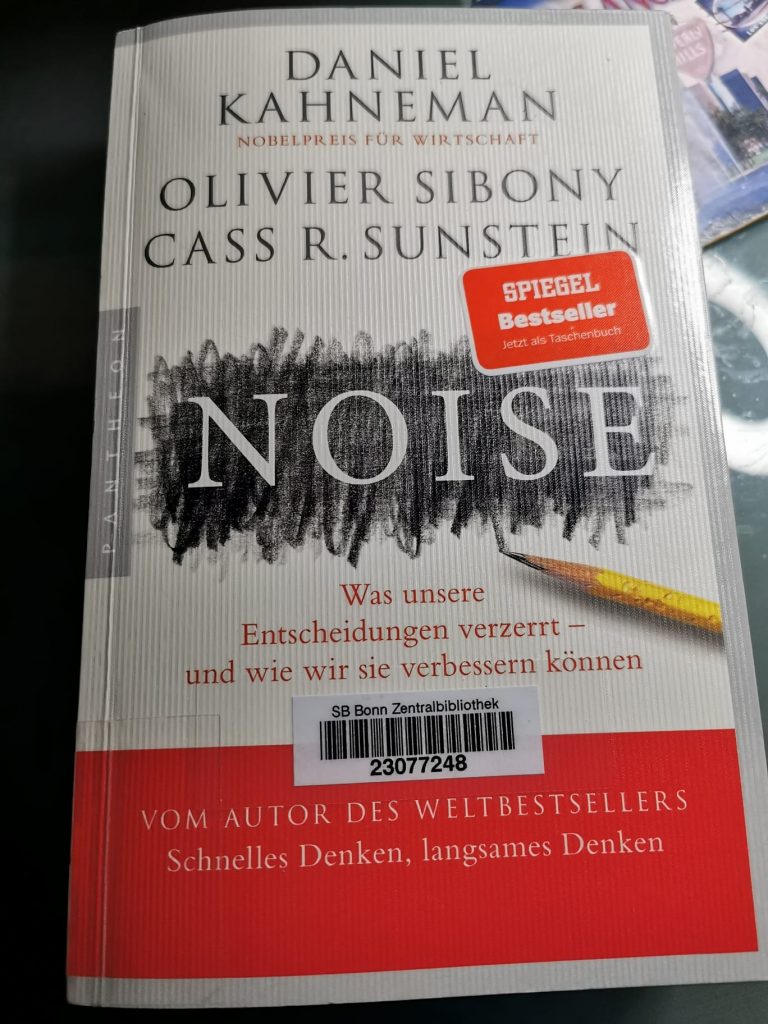 DANIEL
KAHNEMAN
NOBELPREIS FÜR WIRTSCHAFT
OLIVIER SIBONY
CASS R. SUNSTEIN
SPIEGEL
Bestseller
Jetzt als Taschenbuch
PANTHEON
NOISE
Was unsere
Entscheidungen verzerrt –
und wie wir sie verbessern können
SB Bonn Zentralbibliothek
23077248
VOM AUTOR DES WELTBESTSELLERS
Schnelles Denken, langsames Denken